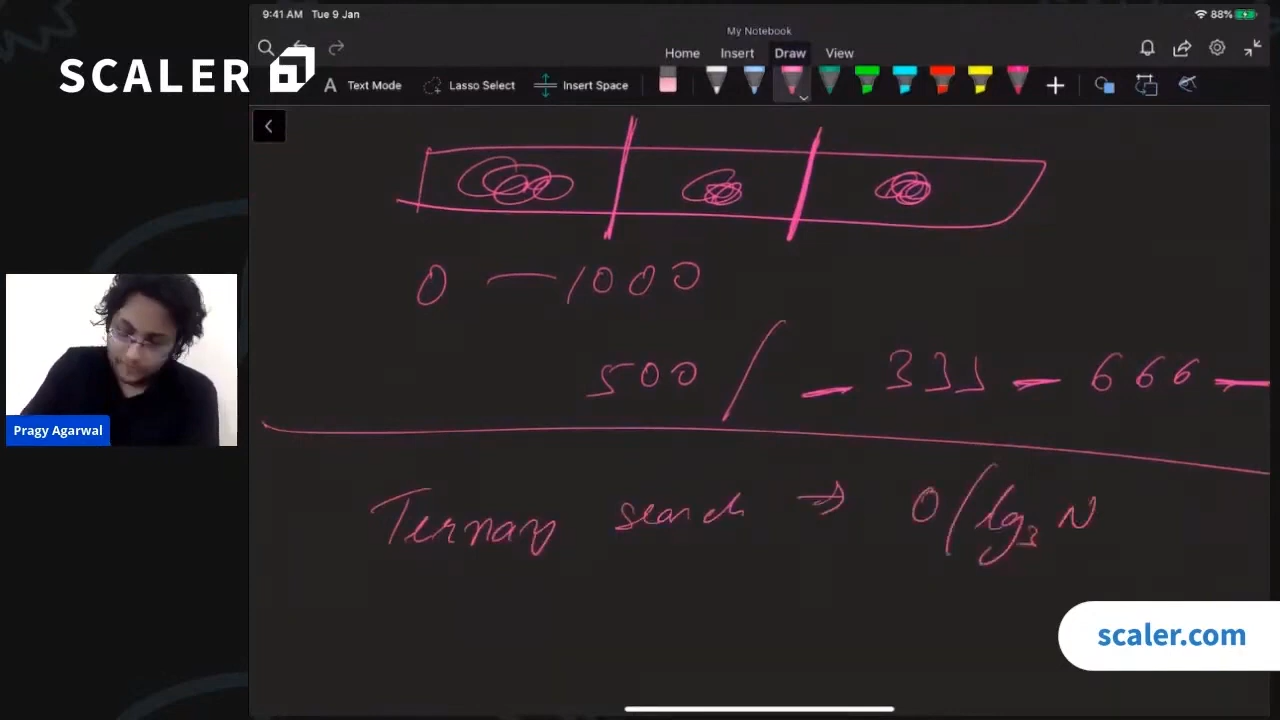 9:41 AM Tue 9 Jan
88%
My Notebook
Home Insert Draw View
SCALER
Text Mode Lasso Select Insert Space
0 — 1000
500 / — 333 — 666 —
Pragy Agarwal
Ternary search ⇒ O(log3 N
scaler.com